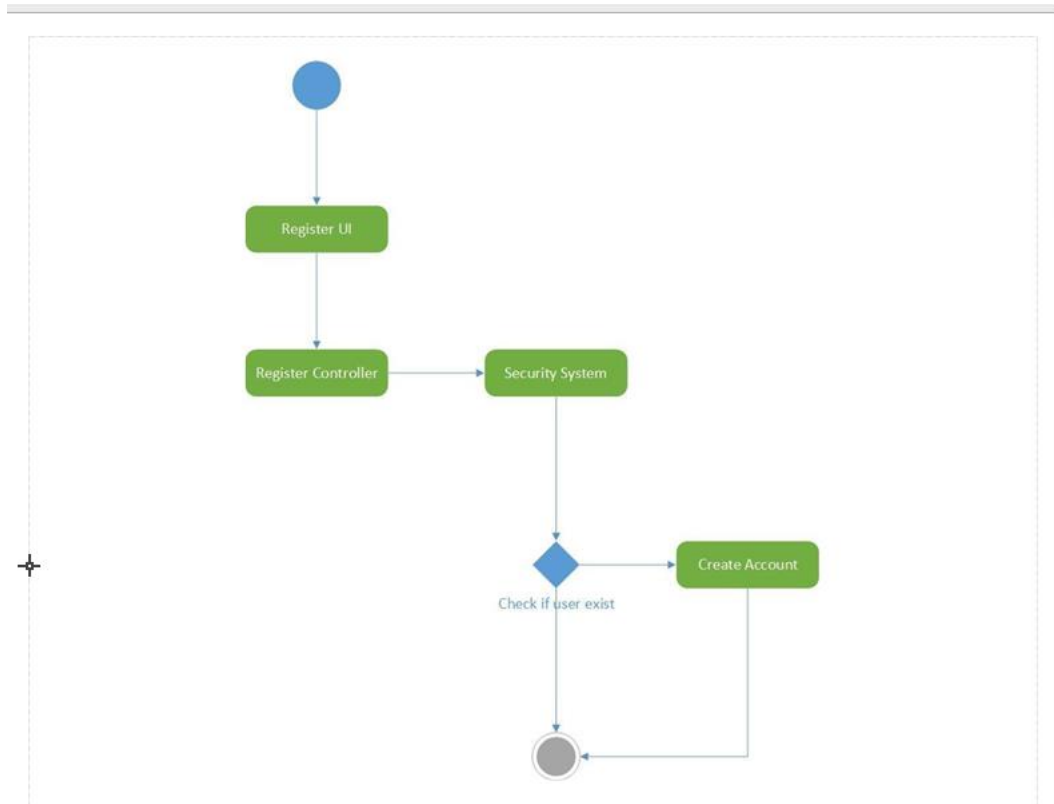 Register UI
Register Controller
Security System
Create Account
Check if user exist